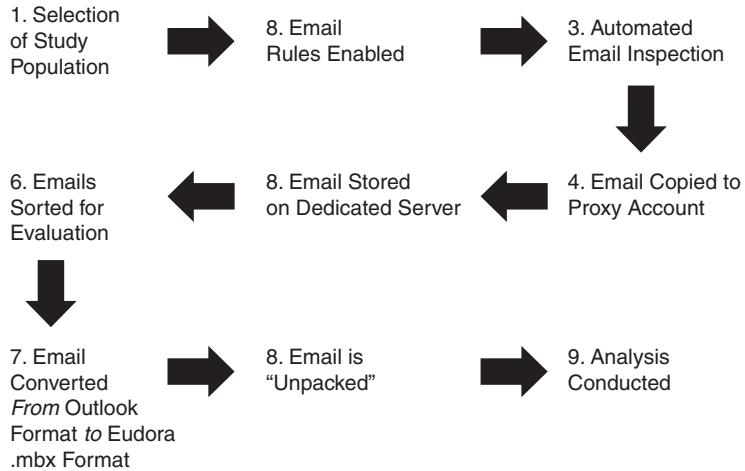 1. Selection
of Study
Population
8. Email
Rules Enabled
3. Automated
Email Inspection
4. Email Copied to
Proxy Account
8. Email Stored
on Dedicated Server
6. Emails
Sorted for
Evaluation
7. Email
Converted
From Outlook
Format to Eudora
.mbx Format
8. Email is
“Unpacked”
9. Analysis
Conducted